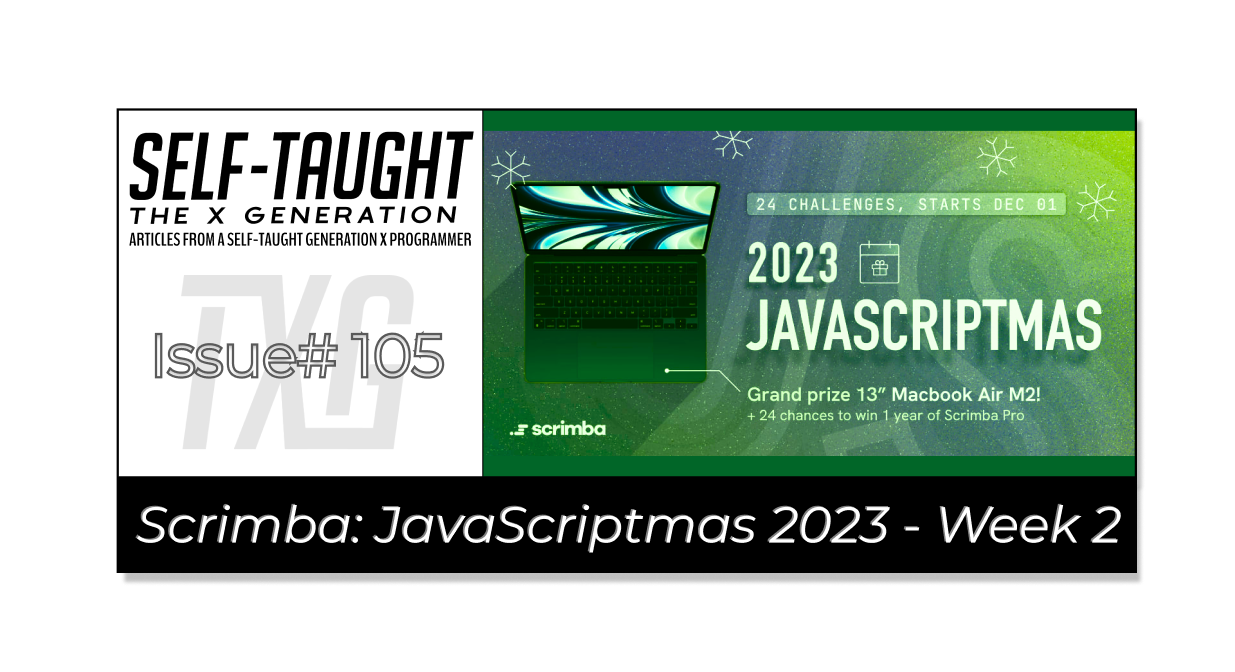 SELF-TAUGHT
THE X GENERATION
ARTICLES FROM A SELF-TAUGHT GENERATION X PROGRAMMER
TXG
Issue# 105
24 CHALLENGES, STARTS DEC 01
2023
JAVASCRIPTMAS
Grand prize 13” Macbook Air M2!
+ 24 chances to win 1 year of Scrimba Pro
scrimba
JS
Scrimba: JavaScriptmas 2023 - Week 2